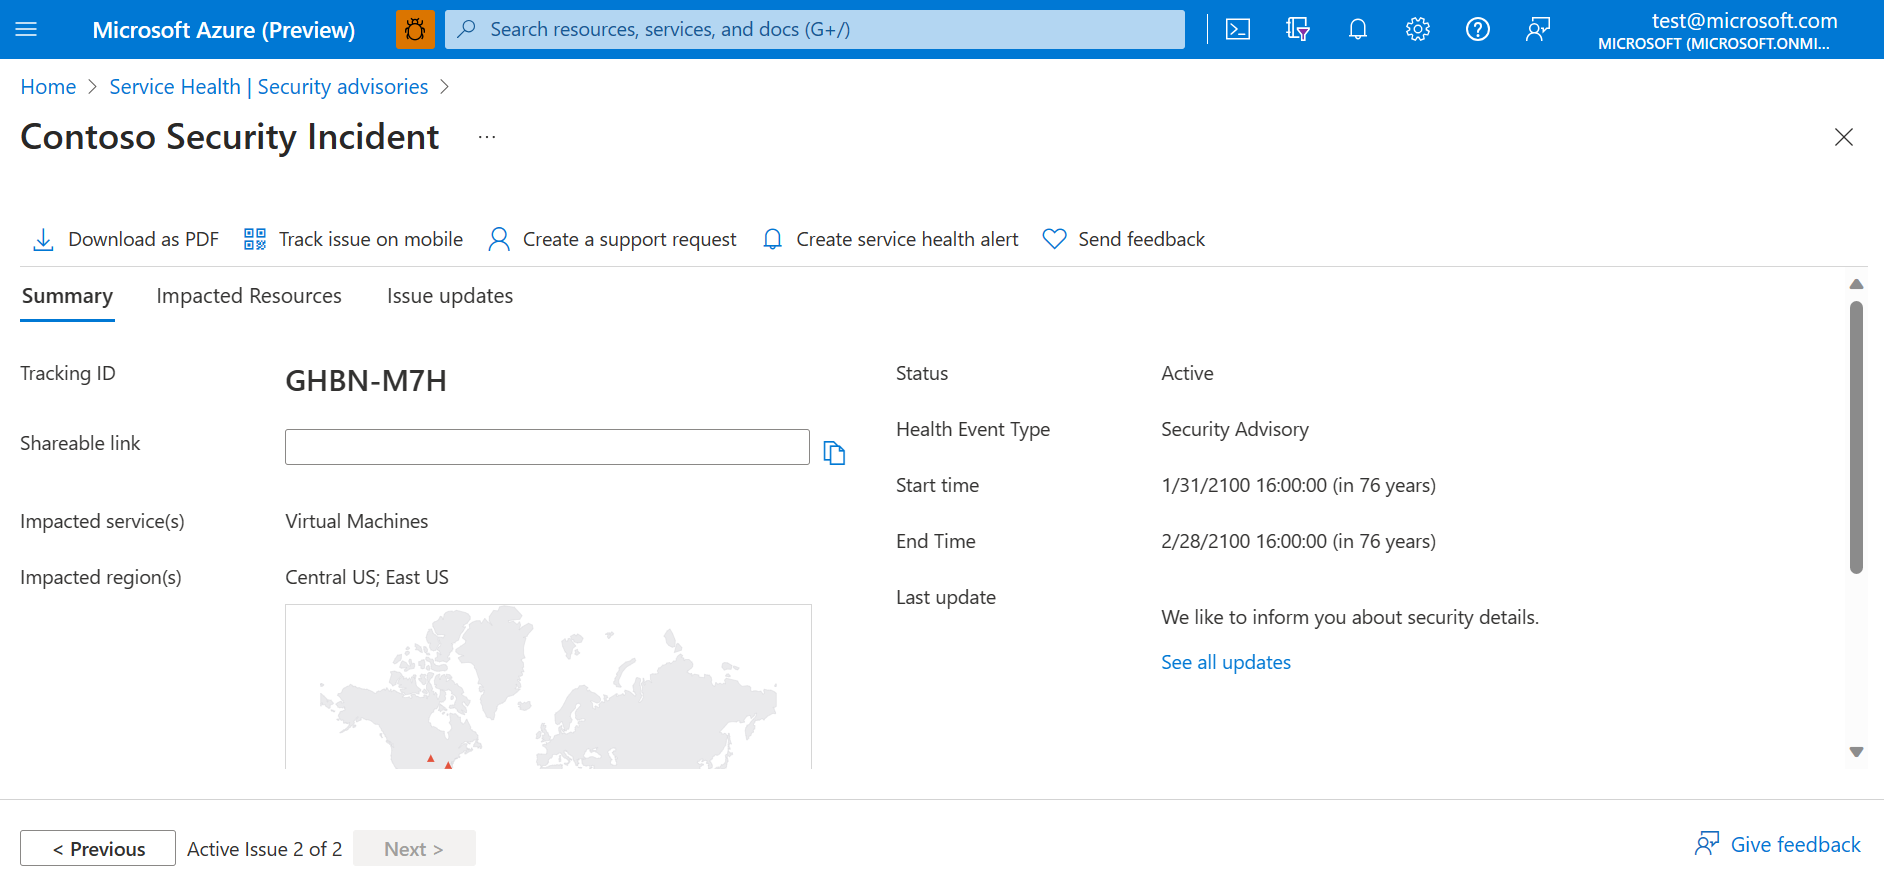 Microsoft Azure (Preview)
Search resources, services, and docs (G+/)
test@microsoft.com
MICROSOFT (MICROSOFT.ONMI...
Home > Service Health | Security advisories >
Contoso Security Incident ...
Download as PDF
Track issue on mobile
Create a support request
Create service health alert
Send feedback
Summary
Impacted Resources
Issue updates
Tracking ID
GHBN-M7H
Shareable link
Impacted service(s)
Virtual Machines
Impacted region(s)
Central US; East US
Status
Active
Health Event Type
Security Advisory
Start time
1/31/2100 16:00:00 (in 76 years)
End Time
2/28/2100 16:00:00 (in 76 years)
Last update
We like to inform you about security details.
See all updates
< Previous
Active Issue 2 of 2
Next >
Give feedback